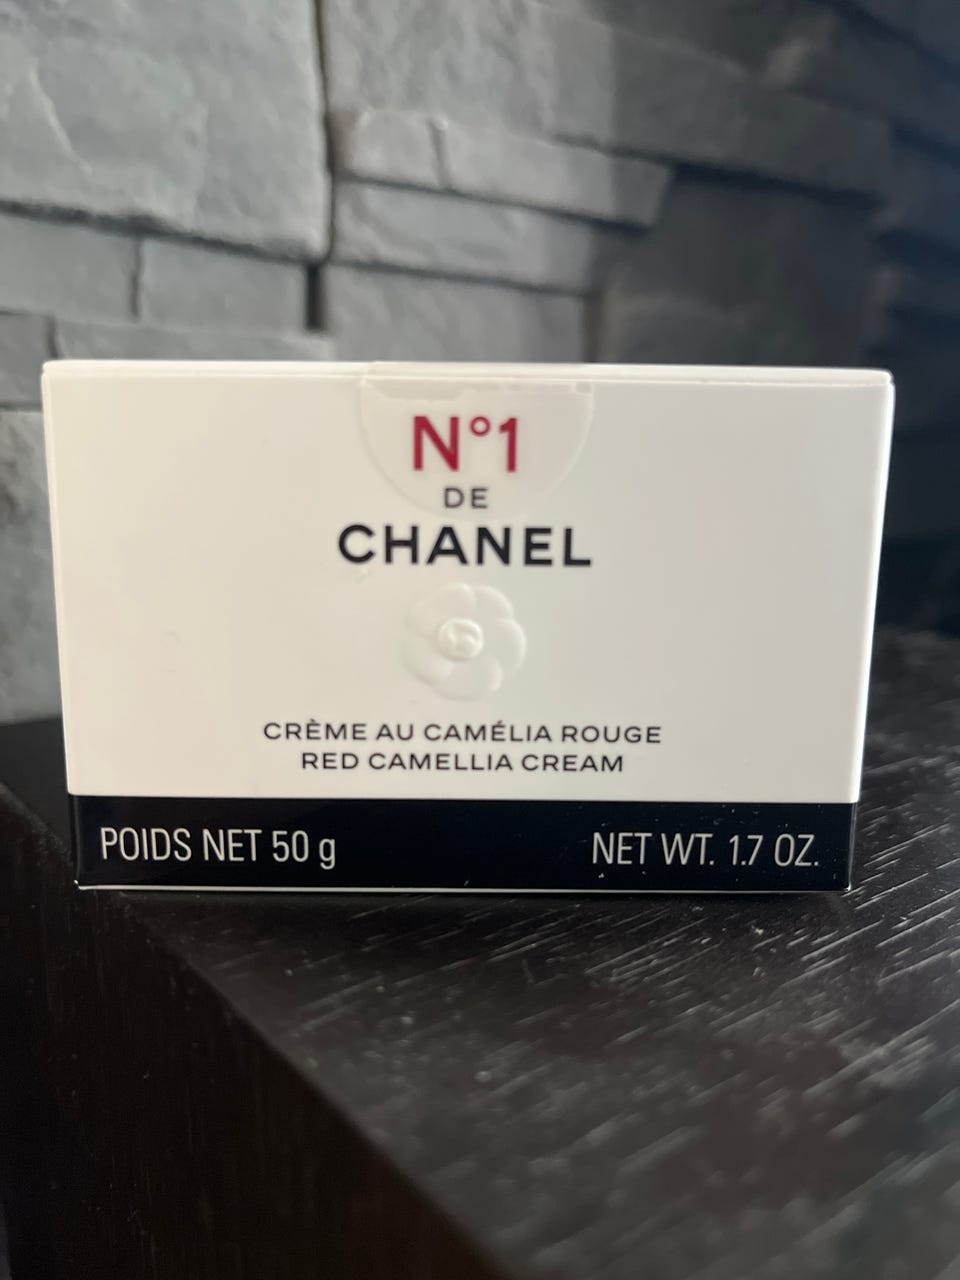 N°1
DE
CHANEL
CRÈME AU CAMÉLIA ROUGE
RED CAMELLIA CREAM
POIDS NET 50 g
NET WT. 1.7 OZ.